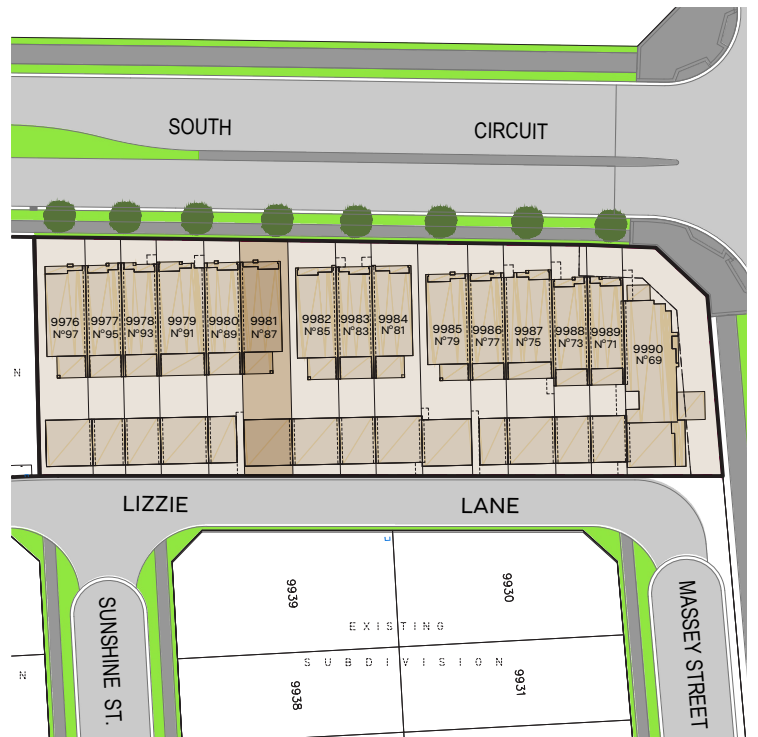 SOUTH CIRCUIT
9976
N°97
9977
N°95
9978
N°93
9979
N°91
9980
N°89
9981
N°87
9982
N°85
9983
N°83
9984
N°81
9985
N°79
9986
N°77
9987
N°75
9988
N°73
9989
N°71
9990
N°69
N
LIZZIE LANE
9939
9930
EXISTING
SUBDIVISION
N
9938
9931
SUNSHINE ST.
MASSEY STREET